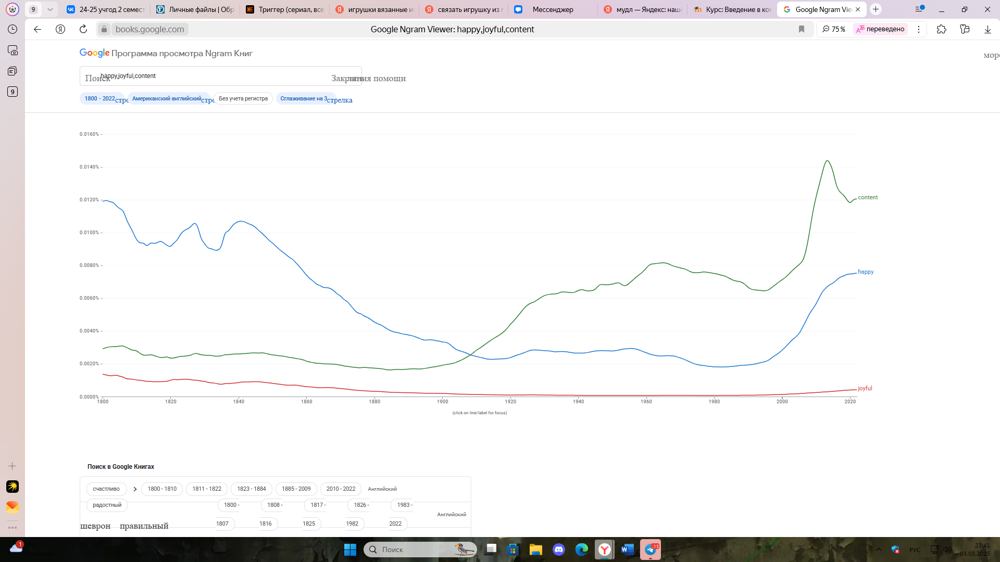 9
24-25 учгод 2 семест
Личные файлы | Обр
Триггер (сериал, все
игрушки вязанные и
связать игрушку из п
Мессенджер
мудл — Яндекс: наше
Курс: Введение в ком
Google Ngram Vie
books.google.com
Google Ngram Viewer: happy,joyful,content
75 %
переведено
9
Google Программа просмотра Ngram Книг
море
Поиск
happy,joyful,content
помощи
1800 - 2022
стре
Американский английский
стре
Без учета регистра
Сглаживание на 3
стрелка
0.0160%
0.0140%
0.0120%
0.0100%
0.0080%
0.0060%
0.0040%
0.0020%
0.0000%
content
happy
joyful
1800 1820 1840 1860 1880 1900 1920 1940 1960 1980 2000 2020
(click on line/label for focus)
Поиск в Google Книгах
счастливо
1800 - 1810
1811 - 1822
1823 - 1884
1885 - 2009
2010 - 2022
Английский
радостный
1800 - 1807
1808 - 1816
1817 - 1825
1826 - 1982
1983 - 2022
Английский
шеврон правильный
1
Поиск
15
РУС
23:41
03.03.2025